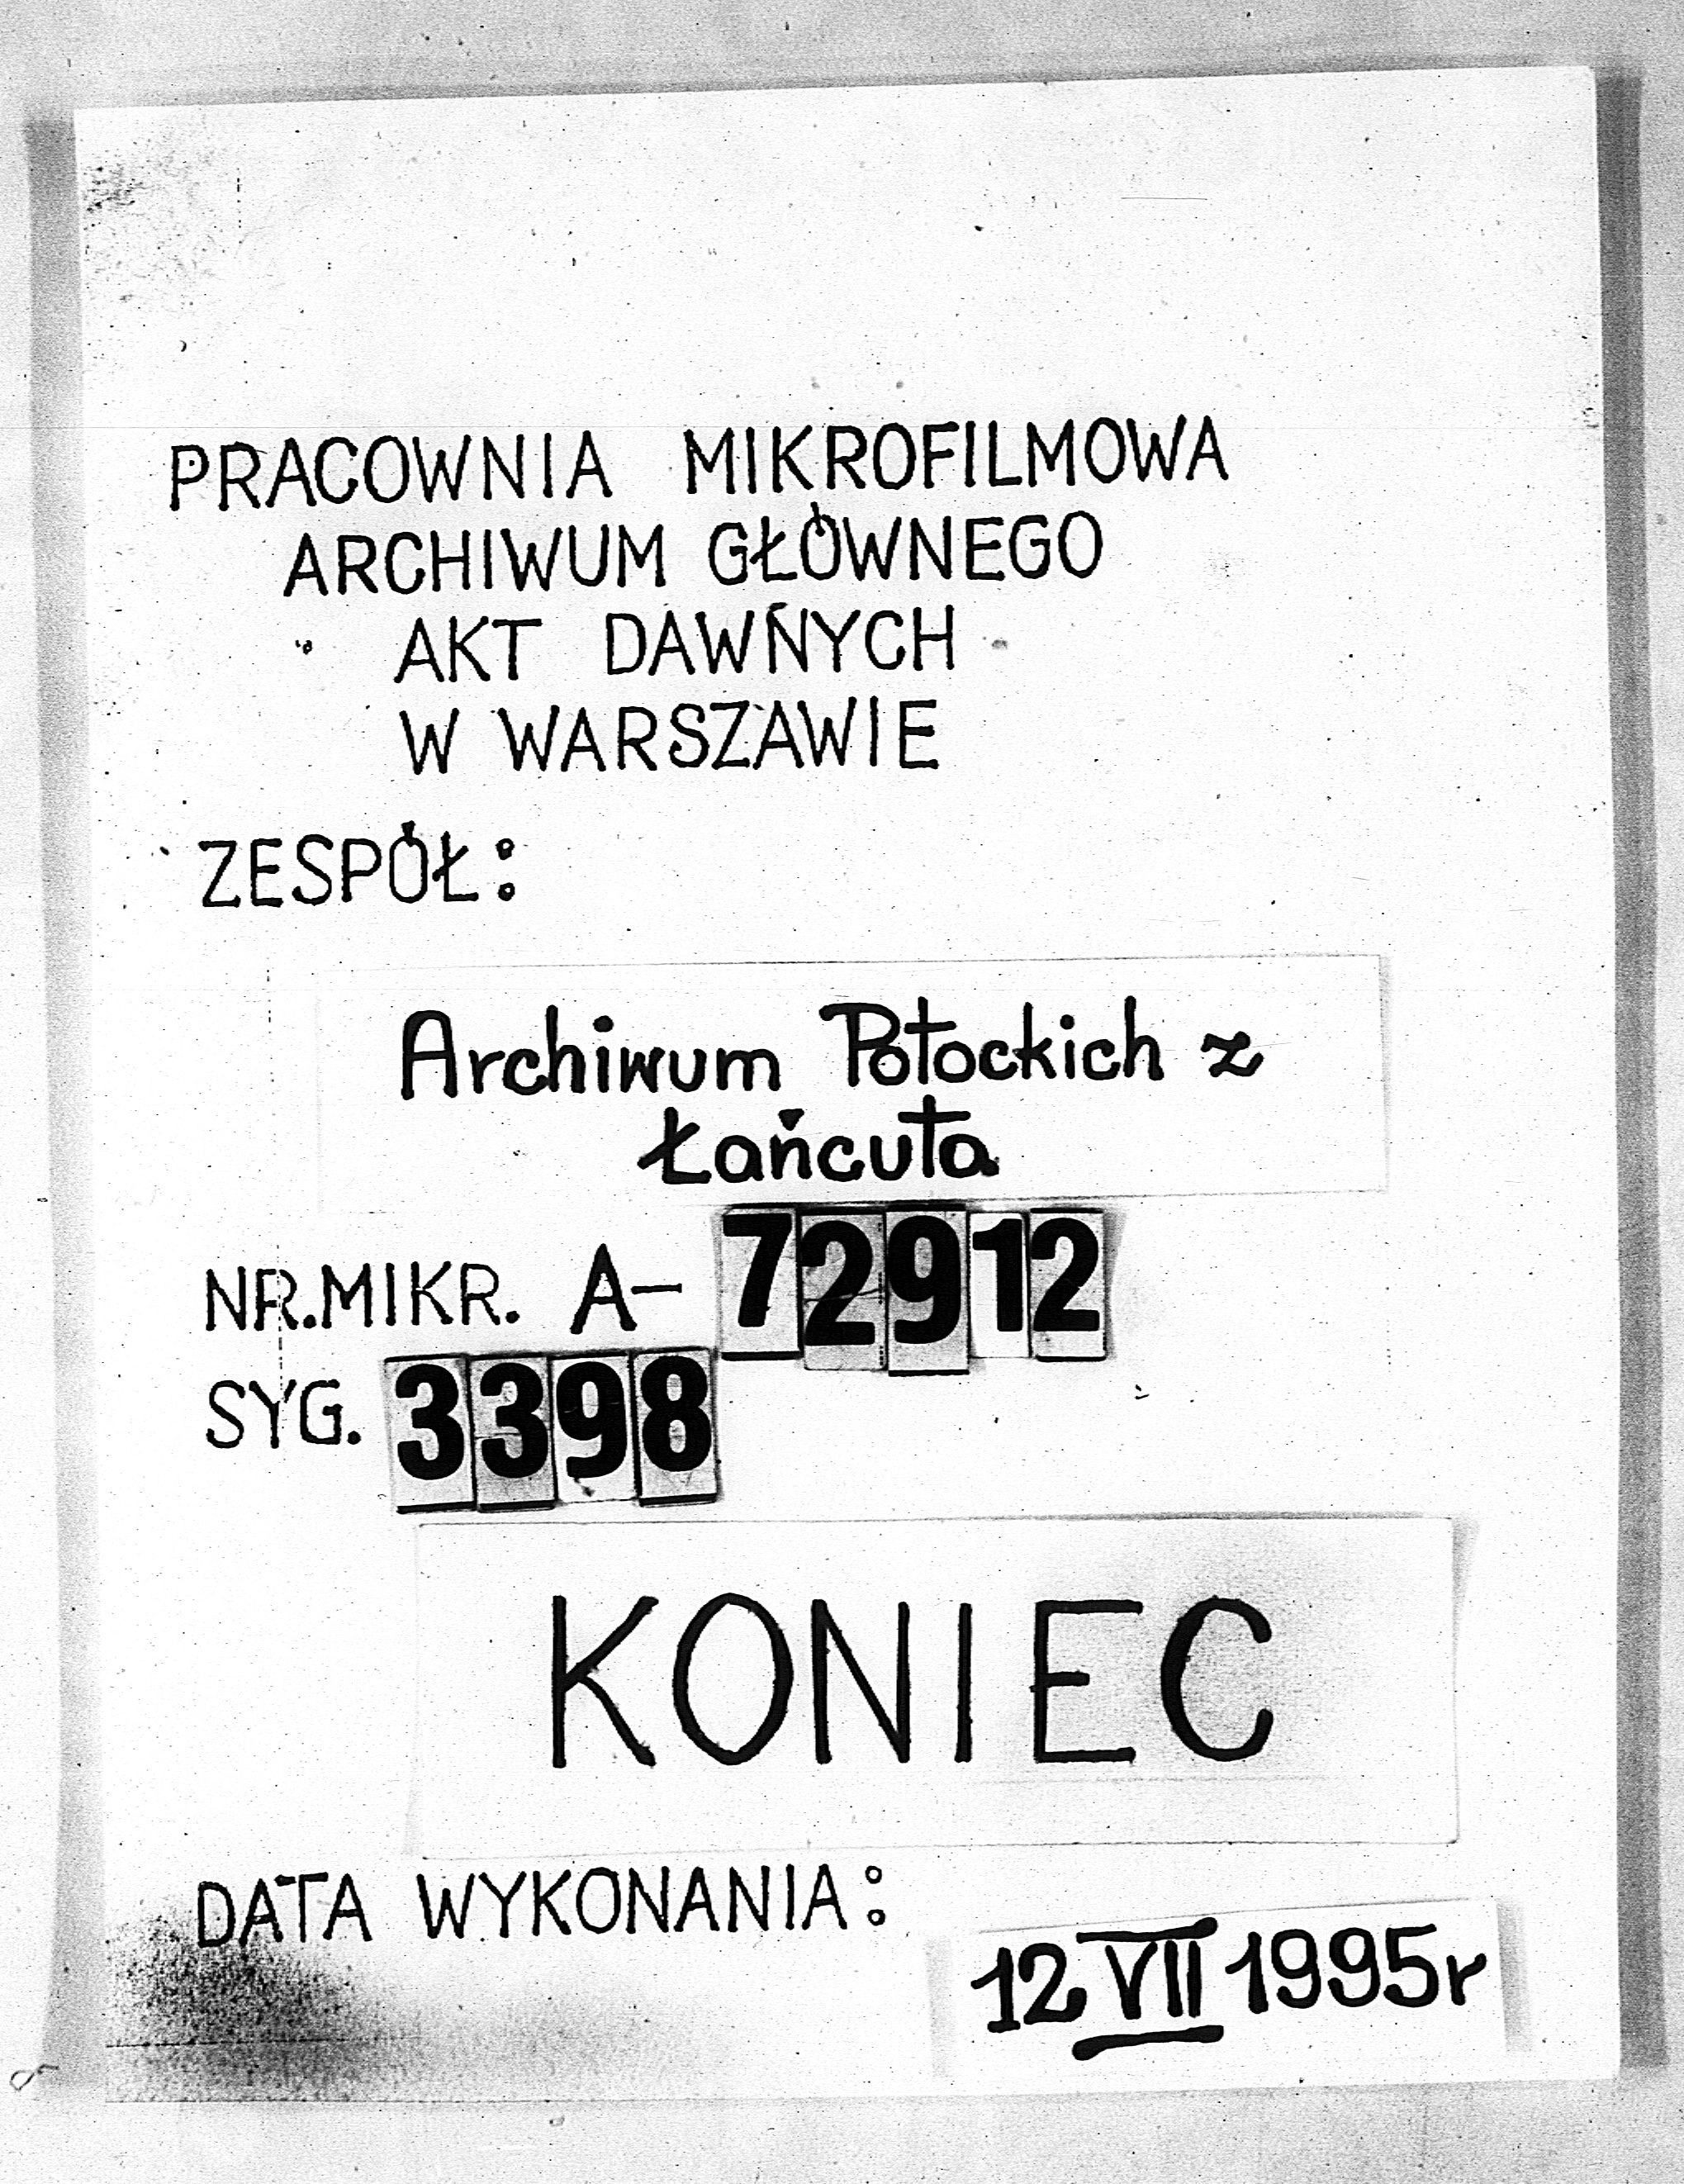 PRACOWNIA MIKROFILMOWA
ARCHIWUM GŁÓWNEGO
AKT DAWNYCH
W WARSZAWIE
ZESPÓŁ:
Archiwum Potockich z
Łańcuta
NR.MIKR. A- 72912
SYG. 3398
KONIEC
DATA WYKONANIA:
12 VII 1995r